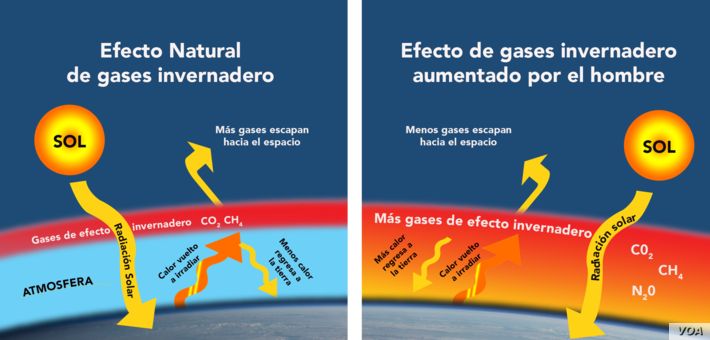 Efecto Natural
de gases invernadero
SOL
Más gases escapan
hacia el espacio
Gases de efecto invernadero CO2 CH4
Radiación Solar
ATMOSFERA
Calor vuelto
a irradiar
Menos calor
regresa a
la tierra
Efecto de gases invernadero
aumentado por el hombre
Menos gases escapan
hacia el espacio
SOL
Más gases de efecto invernadero
Radiación solar
Más calor
regresa a
la tierra
Calor vuelto
a irradiar
C02
CH4
N20
VOA